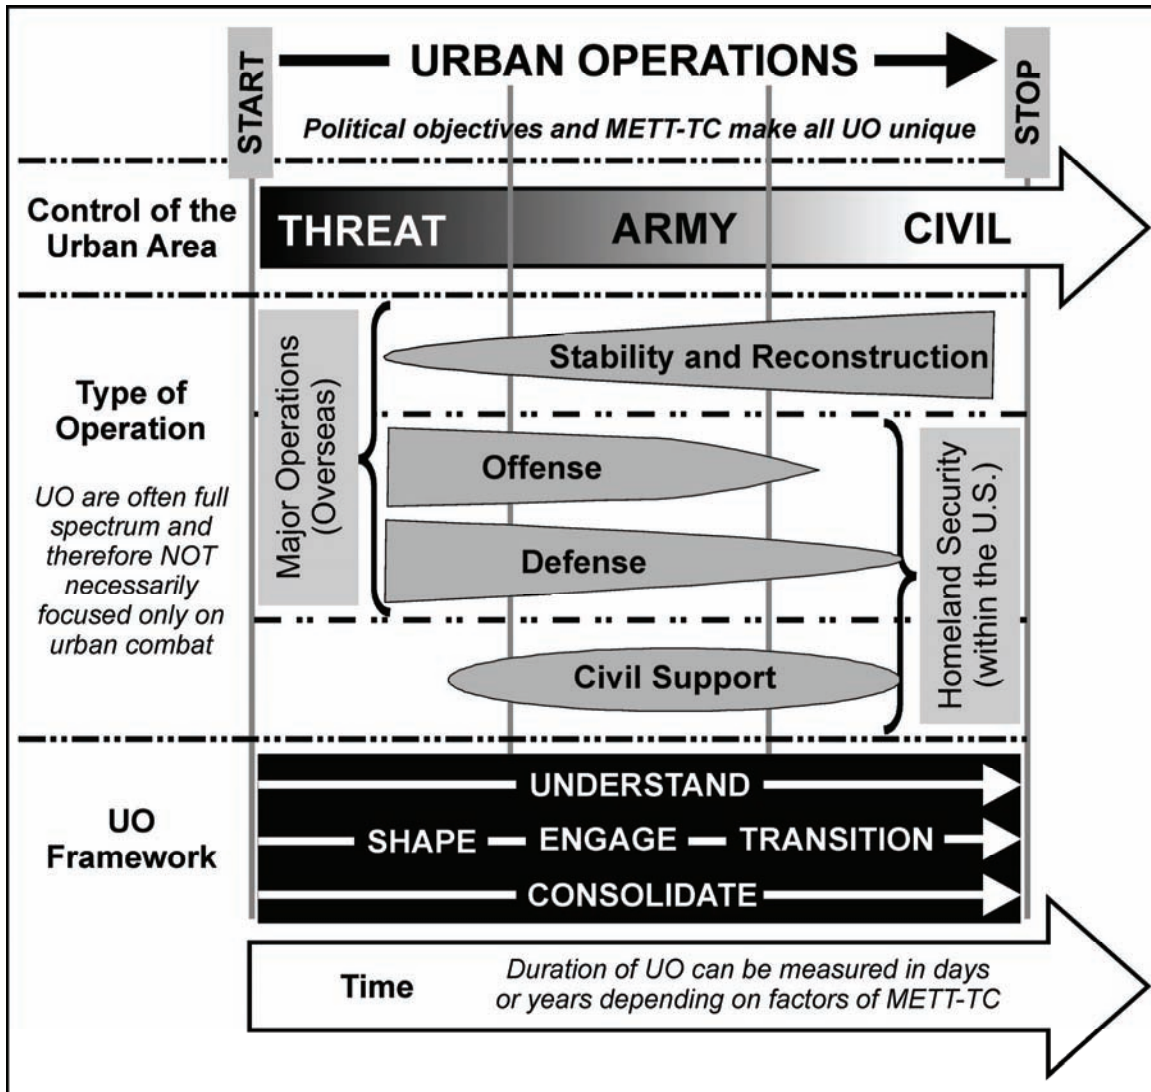 START
URBAN OPERATIONS
STOP
Political objectives and METT-TC make all UO unique
Control of the
Urban Area
THREAT
ARMY
CIVIL
Type of
Operation
UO are often full
spectrum and
therefore NOT
necessarily
focused only on
urban combat
Major Operations
(Overseas)
Stability and Reconstruction
Offense
Defense
Civil Support
Homeland Security
(within the U.S.)
UO
Framework
UNDERSTAND
SHAPE
ENGAGE
TRANSITION
CONSOLIDATE
Time
Duration of UO can be measured in days
or years depending on factors of METT-TC